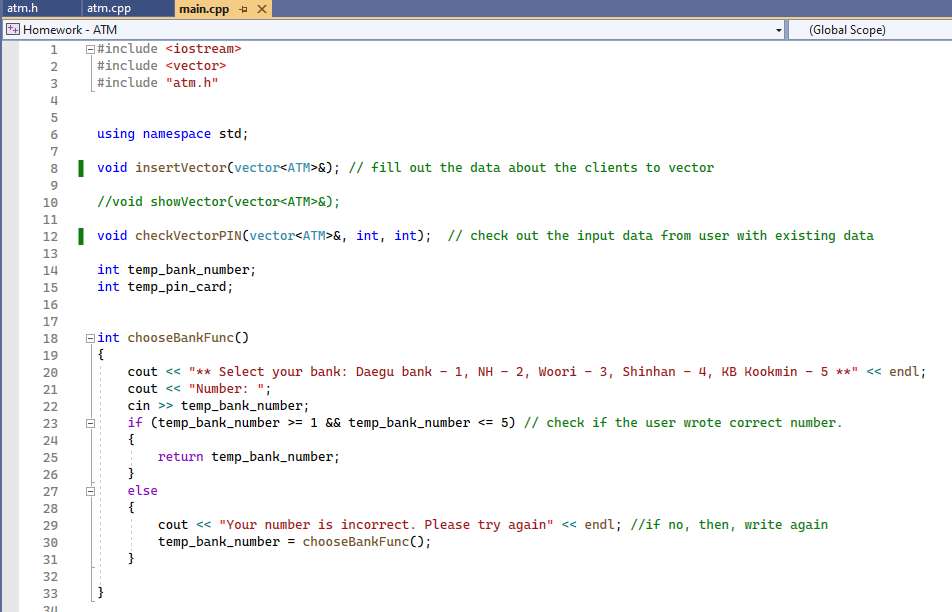 atm.h atm.cpp main.cpp
Homework - ATM (Global Scope)
1 #include <iostream>
2 #include <vector>
3 #include "atm.h"
4
5
6 using namespace std;
7
8 void insertVector(vector<ATM>&); // fill out the data about the clients to vector
9
10 //void showVector(vector<ATM>&);
11
12 void checkVectorPIN(vector<ATM>&, int, int);  // check out the input data from user with existing data
13
14 int temp_bank_number;
15 int temp_pin_card;
16
17
18 int chooseBankFunc()
19 {
20     cout << "** Select your bank: Daegu bank - 1, NH - 2, Woori - 3, Shinhan - 4, KB Kookmin - 5 **" << endl;
21     cout << "Number: ";
22     cin >> temp_bank_number;
23     if (temp_bank_number >= 1 && temp_bank_number <= 5) // check if the user wrote correct number.
24     {
25         return temp_bank_number;
26     }
27     else
28     {
29         cout << "Your number is incorrect. Please try again" << endl; //if no, then, write again
30         temp_bank_number = chooseBankFunc();
31     }
32
33 }
34